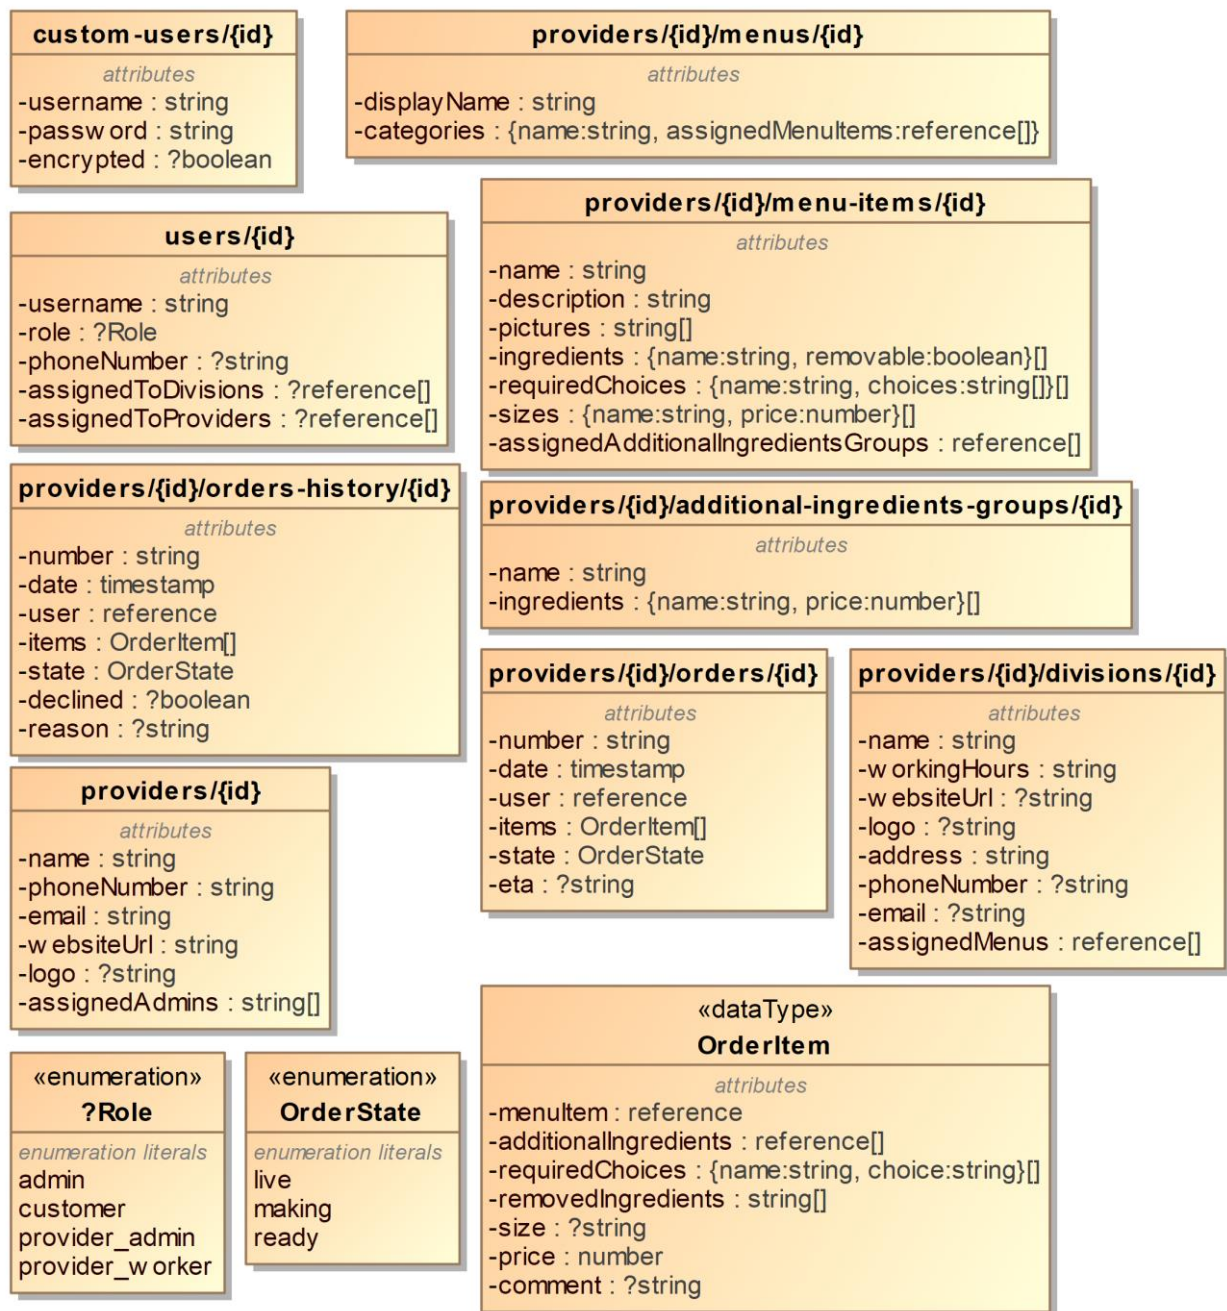 custom-users/{id}
attributes
-username : string
-password : string
-encrypted : ?boolean
providers/{id}/menus/{id}
attributes
-displayName : string
-categories : {name:string, assignedMenuItems:reference[]}
users/{id}
attributes
-username : string
-role : ?Role
-phoneNumber : ?string
-assignedToDivisions : ?reference[]
-assignedToProviders : ?reference[]
providers/{id}/menu-items/{id}
attributes
-name : string
-description : string
-pictures : string[]
-ingredients : {name:string, removable:boolean}[]
-requiredChoices : {name:string, choices:string[]}[]
-sizes : {name:string, price:number}[]
-assignedAdditionalIngredientsGroups : reference[]
providers/{id}/orders-history/{id}
attributes
-number : string
-date : timestamp
-user : reference
-items : OrderItem[]
-state : OrderState
-declined : ?boolean
-reason : ?string
providers/{id}/additional-ingredients-groups/{id}
attributes
-name : string
-ingredients : {name:string, price:number}[]
providers/{id}/orders/{id}
attributes
-number : string
-date : timestamp
-user : reference
-items : OrderItem[]
-state : OrderState
-eta : ?string
providers/{id}/divisions/{id}
attributes
-name : string
-workingHours : string
-websiteUrl : ?string
-logo : ?string
-address : string
-phoneNumber : ?string
-email : ?string
-assignedMenus : reference[]
providers/{id}
attributes
-name : string
-phoneNumber : string
-email : string
-websiteUrl : string
-logo : ?string
-assignedAdmins : string[]
«enumeration»
?Role
enumeration literals
admin
customer
provider_admin
provider_worker
«enumeration»
OrderState
enumeration literals
live
making
ready
«dataType»
OrderItem
attributes
-menuItem : reference
-additionalIngredients : reference[]
-requiredChoices : {name:string, choice:string}[]
-removedIngredients : string[]
-size : ?string
-price : number
-comment : ?string